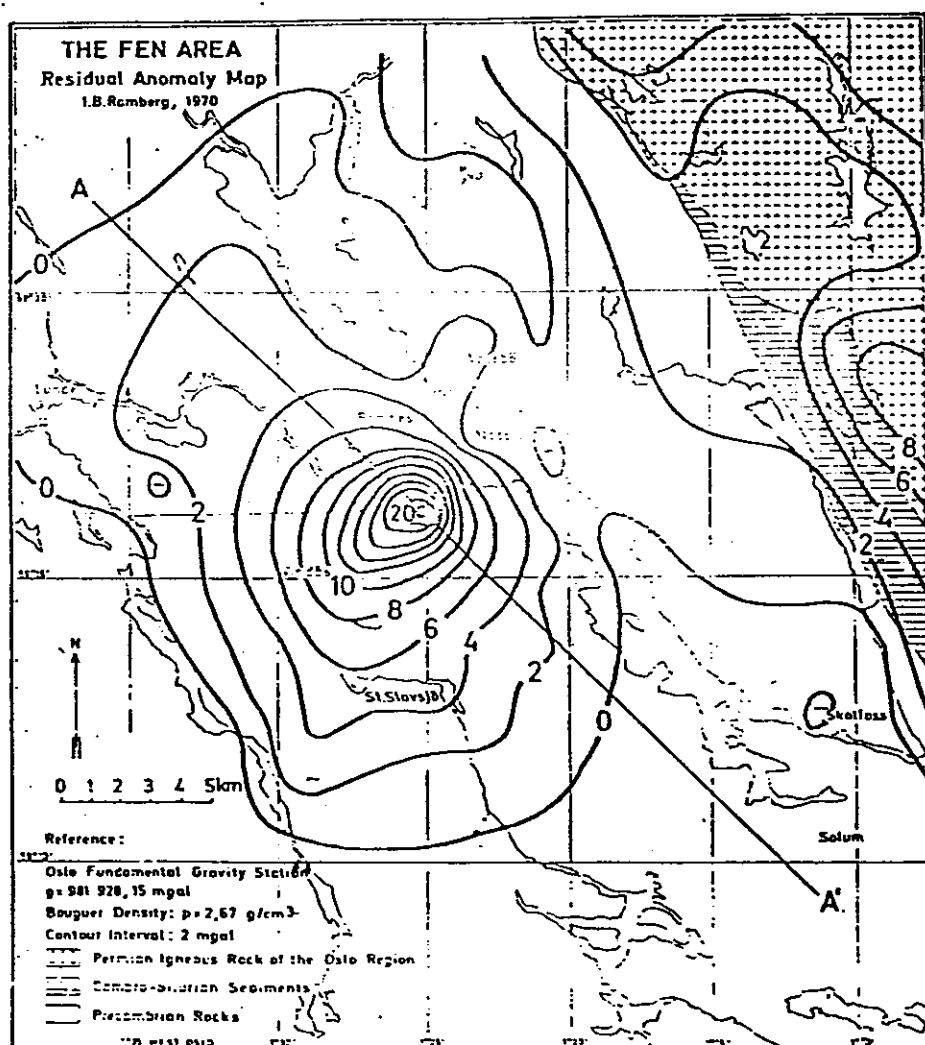 THE FEN AREA
Residual Anomaly Map
I.B.Ramberg, 1970
A
0
0
2
20
10
8
6
4
2
0
8
6
4
2
St.Slavsjö
Skotfoss
N
0 1 2 3 4 5km
Solum
A'
Reference:
Oslo Fundamental Gravity Station
g= 981 928,15 mgal
Bouguer Density: p= 2,67 g/cm3
Contour Interval: 2 mgal
Permian Igneous Rock of the Oslo Region
Cambro-Silurian Sediments
Precambrian Rocks